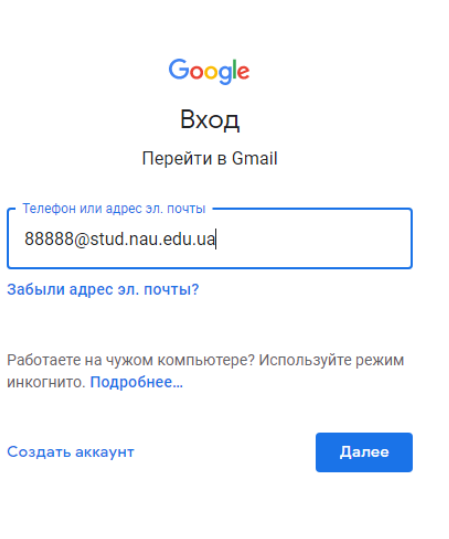 Google
Вход
Перейти в Gmail
Телефон или адрес эл. почты
88888@stud.nau.edu.ua
Забыли адрес эл. почты?
Работаете на чужом компьютере? Используйте режим
инкогнито. Подробнее…
Создать аккаунт
Далее